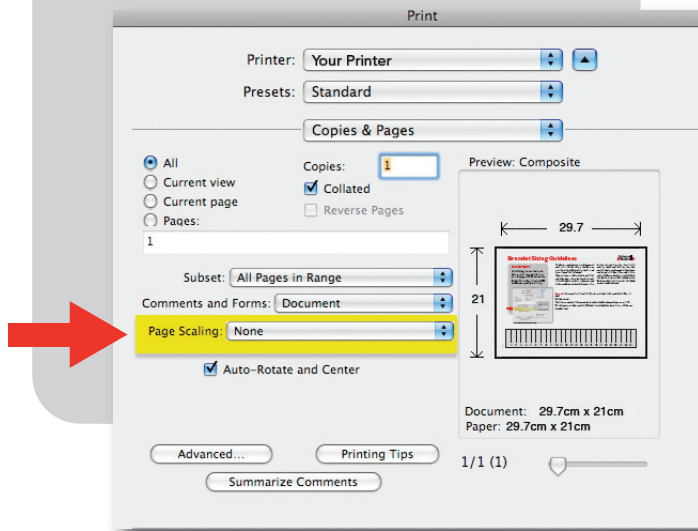 Print
Printer: Your Printer
Presets: Standard
Copies & Pages
All
Current view
Current page
Pages:
1
Copies: 1
Collated
Reverse Pages
Subset: All Pages in Range
Comments and Forms: Document
Page Scaling: None
Auto-Rotate and Center
Advanced...
Printing Tips
Summarize Comments
Preview: Composite
29.7
21
Bracelet Sizing Guidelines
Document: 29.7cm x 21cm
Paper: 29.7cm x 21cm
1/1 (1)